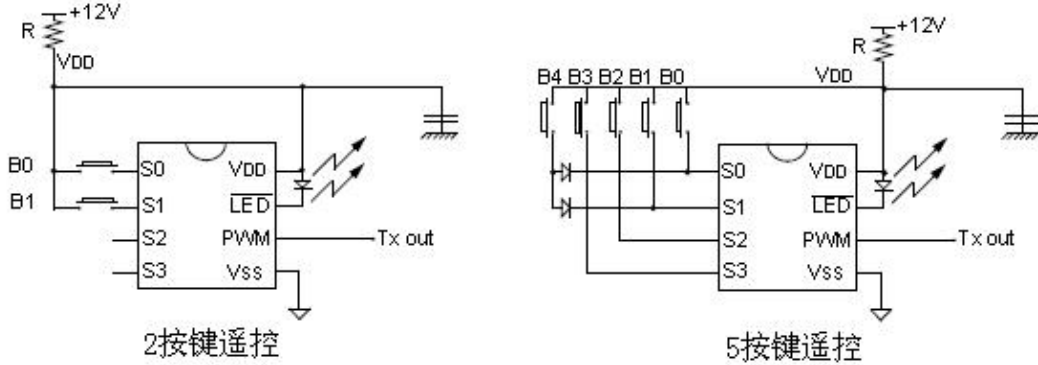 +12V
R
VDD
B0
B1
S0
S1
S2
S3
VDD
LED
PWM
VSS
Tx out
2按键遥控
+12V
R
VDD
B4 B3 B2 B1 B0
S0
S1
S2
S3
VDD
LED
PWM
VSS
Tx out
5按键遥控